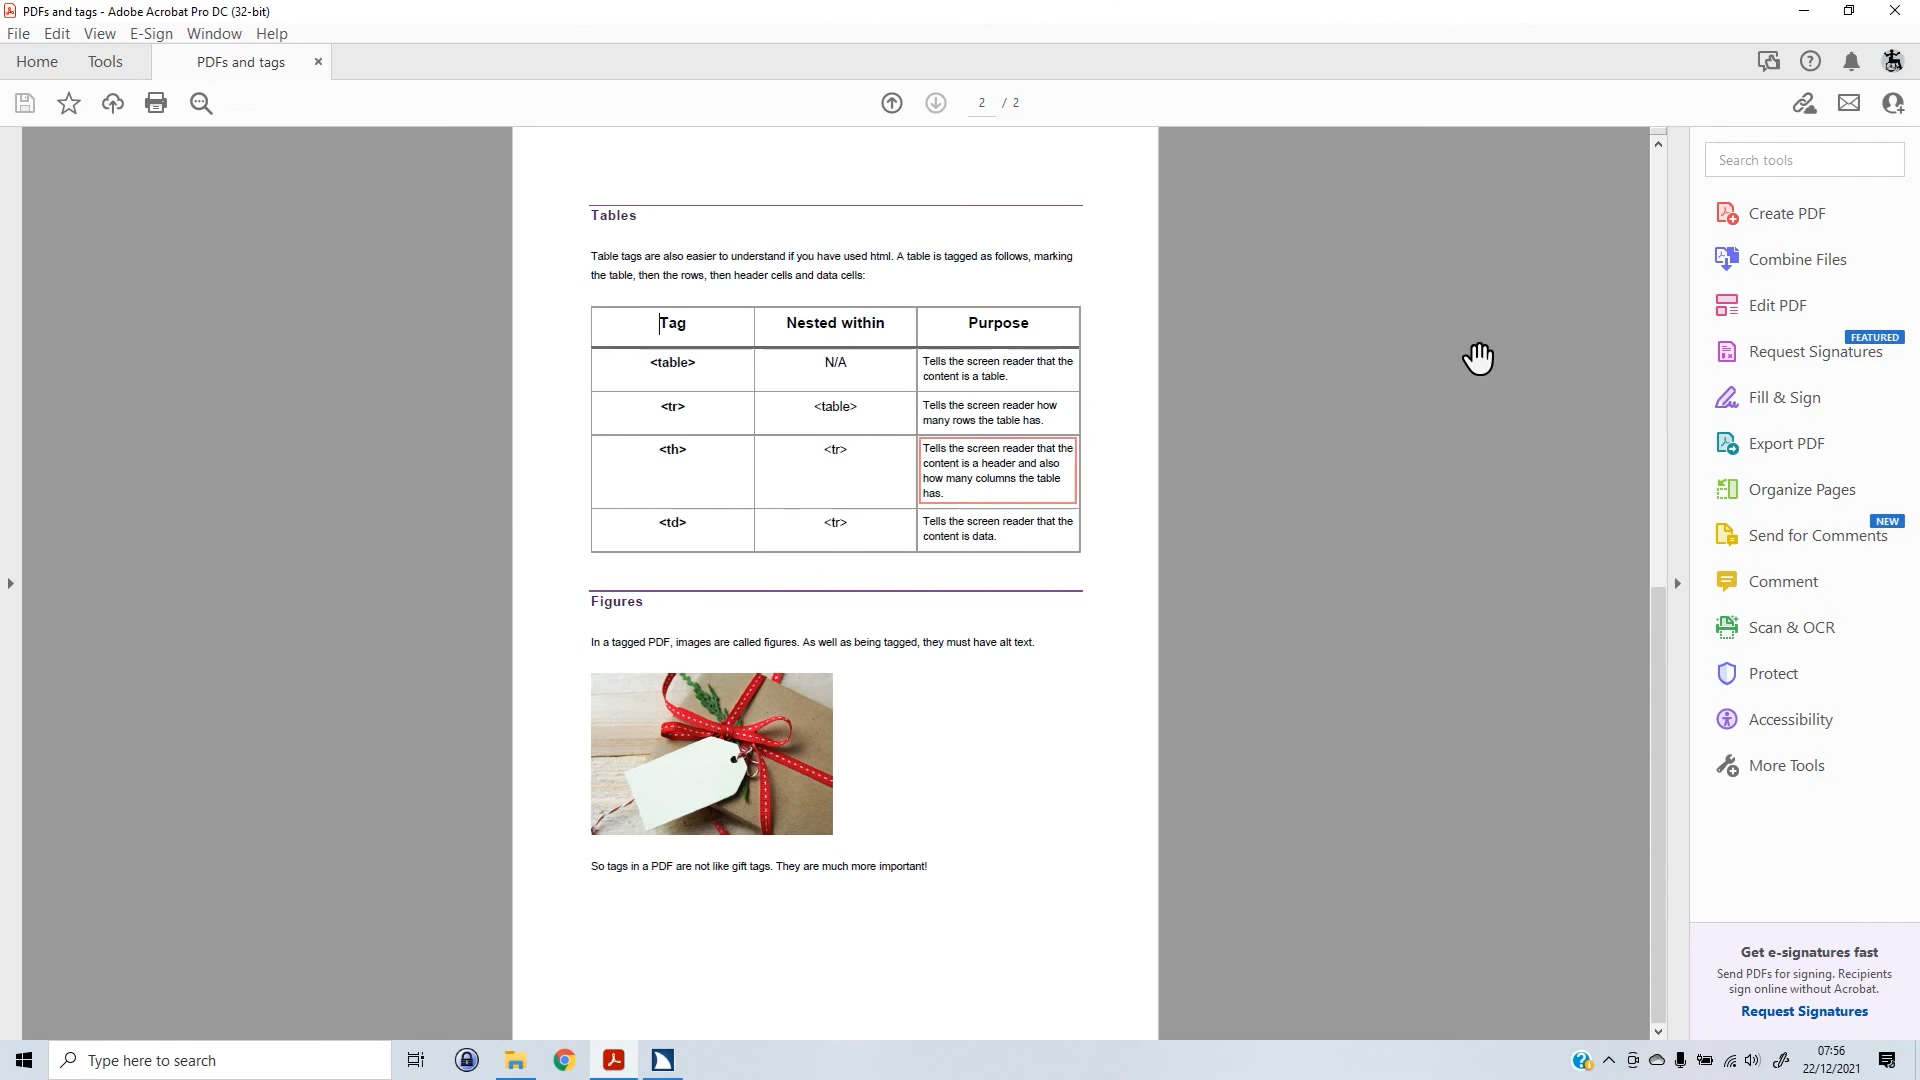 PDFs and tags - Adobe Acrobat Pro DC (32-bit)
File Edit View E-Sign Window Help
Home Tools PDFs and tags
2 / 2
Search tools
Create PDF
Combine Files
Edit PDF
FEATURED
Request Signatures
Fill & Sign
Export PDF
Organize Pages
NEW
Send for Comments
Comment
Scan & OCR
Protect
Accessibility
More Tools
Get e-signatures fast
Send PDFs for signing. Recipients
sign online without Acrobat.
Request Signatures
Tables
Table tags are also easier to understand if you have used html. A table is tagged as follows, marking
the table, then the rows, then header cells and data cells:
Tag Nested within Purpose
<table> N/A Tells the screen reader that the
content is a table.
<tr> <table> Tells the screen reader how
many rows the table has.
<th> <tr> Tells the screen reader that the
content is a header and also
how many columns the table
has.
<td> <tr> Tells the screen reader that the
content is data.
Figures
In a tagged PDF, images are called figures. As well as being tagged, they must have alt text.
So tags in a PDF are not like gift tags. They are much more important!
Type here to search
07:56
22/12/2021